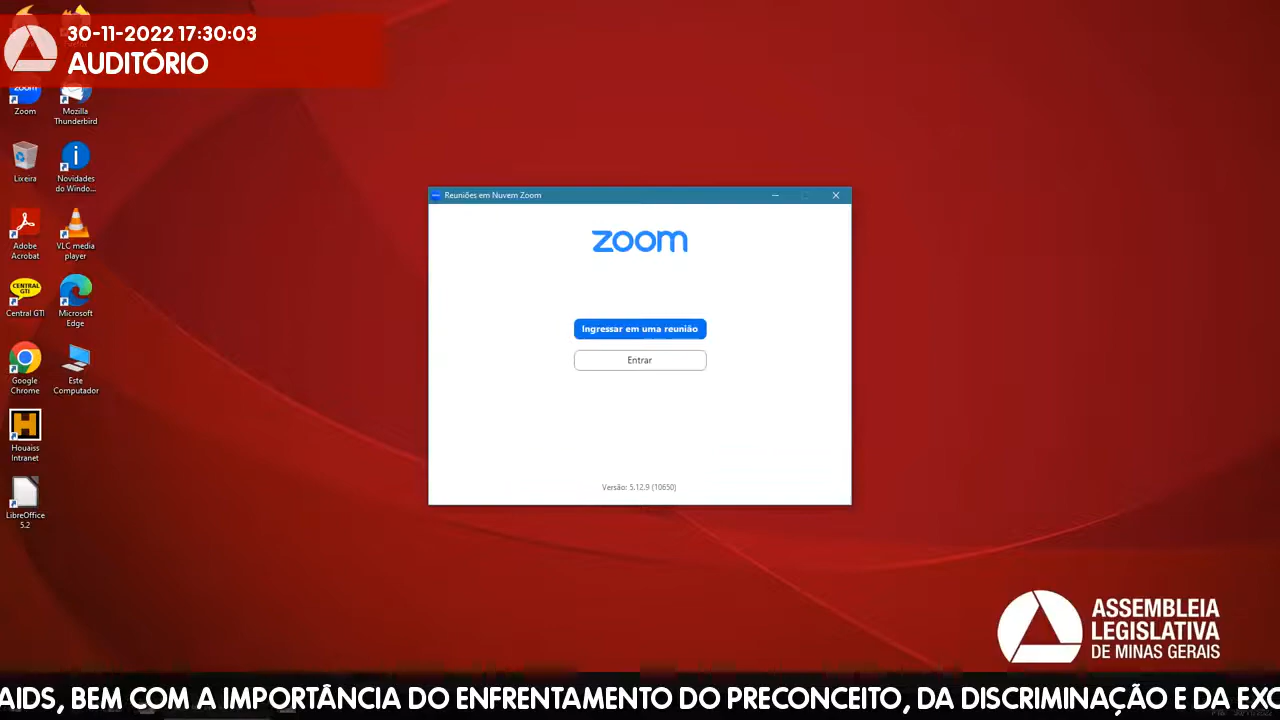 30-11-2022 17:30:03
AUDITÓRIO
zoom
Zoom
Mozilla
Thunderbird
Lixeira
Novidades
do Windo...
Adobe
Acrobat
VLC media
player
CENTRAL
GTI
Central GTI
Microsoft
Edge
Google
Chrome
Este
Computador
Houaiss
Intranet
LibreOffice
5.2
Reuniões em Nuvem Zoom
zoom
Ingressar em uma reunião
Entrar
Versão: 5.12.9 (10650)
ASSEMBLEIA
LEGISLATIVA
DE MINAS GERAIS
AIDS, BEM COM A IMPORTÂNCIA DO ENFRENTAMENTO DO PRECONCEITO, DA DISCRIMINAÇÃO E DA EXC